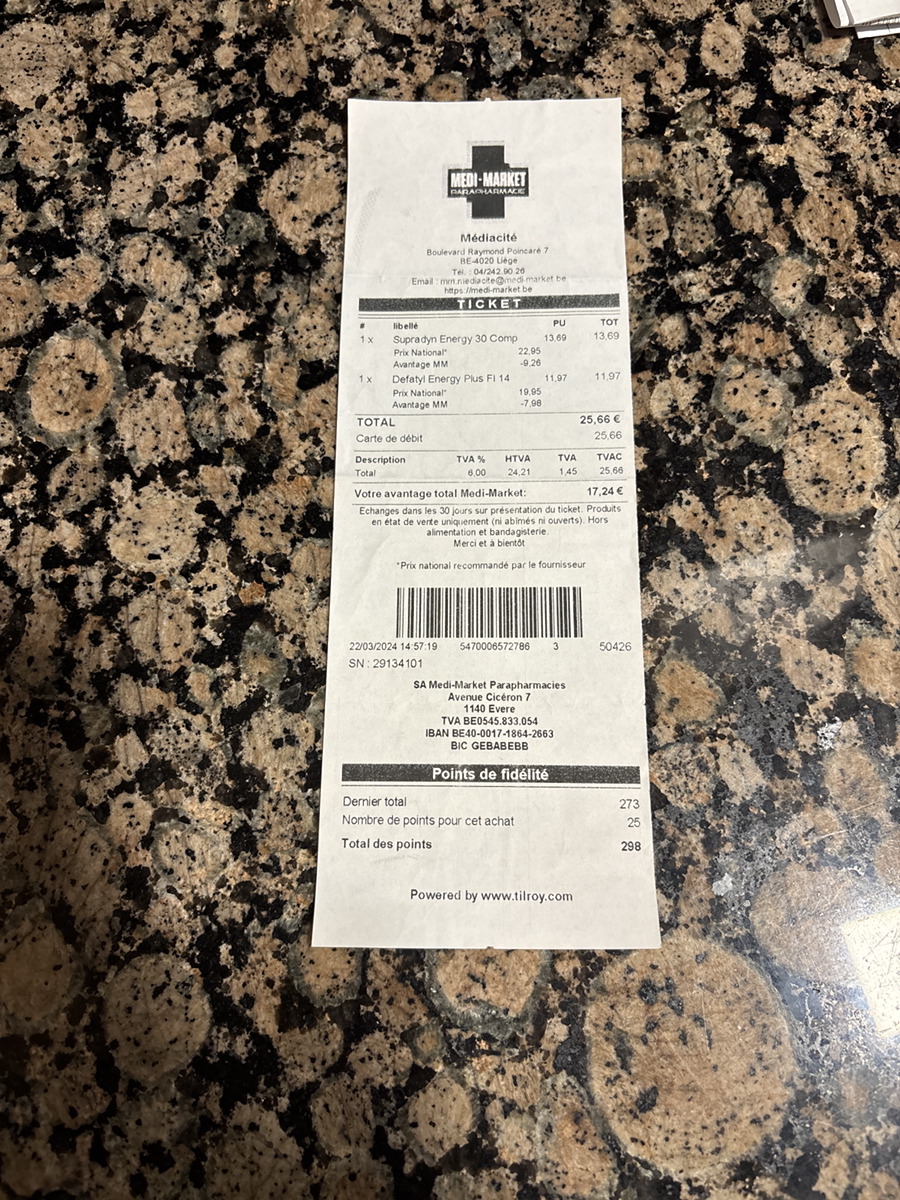 MEDI-MARKET
PARAPHARMACIE
Médiacité
Boulevard Raymond Poincaré 7
BE-4020 Liège
Tél. : 04/242.90.26
Email : mm.mediacite@medi-market.be
https://medi-market.be
TICKET
# libellé PU TOT
1 x Supradyn Energy 30 Comp 13,69 13,69
Prix National* 22,95
Avantage MM -9,26
1 x Defatyl Energy Plus Fl 14 11,97 11,97
Prix National* 19,95
Avantage MM -7,98
TOTAL 25,66 €
Carte de débit 25,66
Description TVA % HTVA TVA TVAC
Total 6,00 24,21 1,45 25,66
Votre avantage total Medi-Market: 17,24 €
Echanges dans les 30 jours sur présentation du ticket. Produits
en état de vente uniquement (ni abîmés ni ouverts). Hors
alimentation et bandagisterie.
Merci et à bientôt
*Prix national recommandé par le fournisseur
22/03/2024 14:57:19 5470006572786 3 50426
SN : 29134101
SA Medi-Market Parapharmacies
Avenue Cicéron 7
1140 Evere
TVA BE0545.833.054
IBAN BE40-0017-1864-2663
BIC GEBABEBB
Points de fidélité
Dernier total 273
Nombre de points pour cet achat 25
Total des points 298
Powered by www.tilroy.com